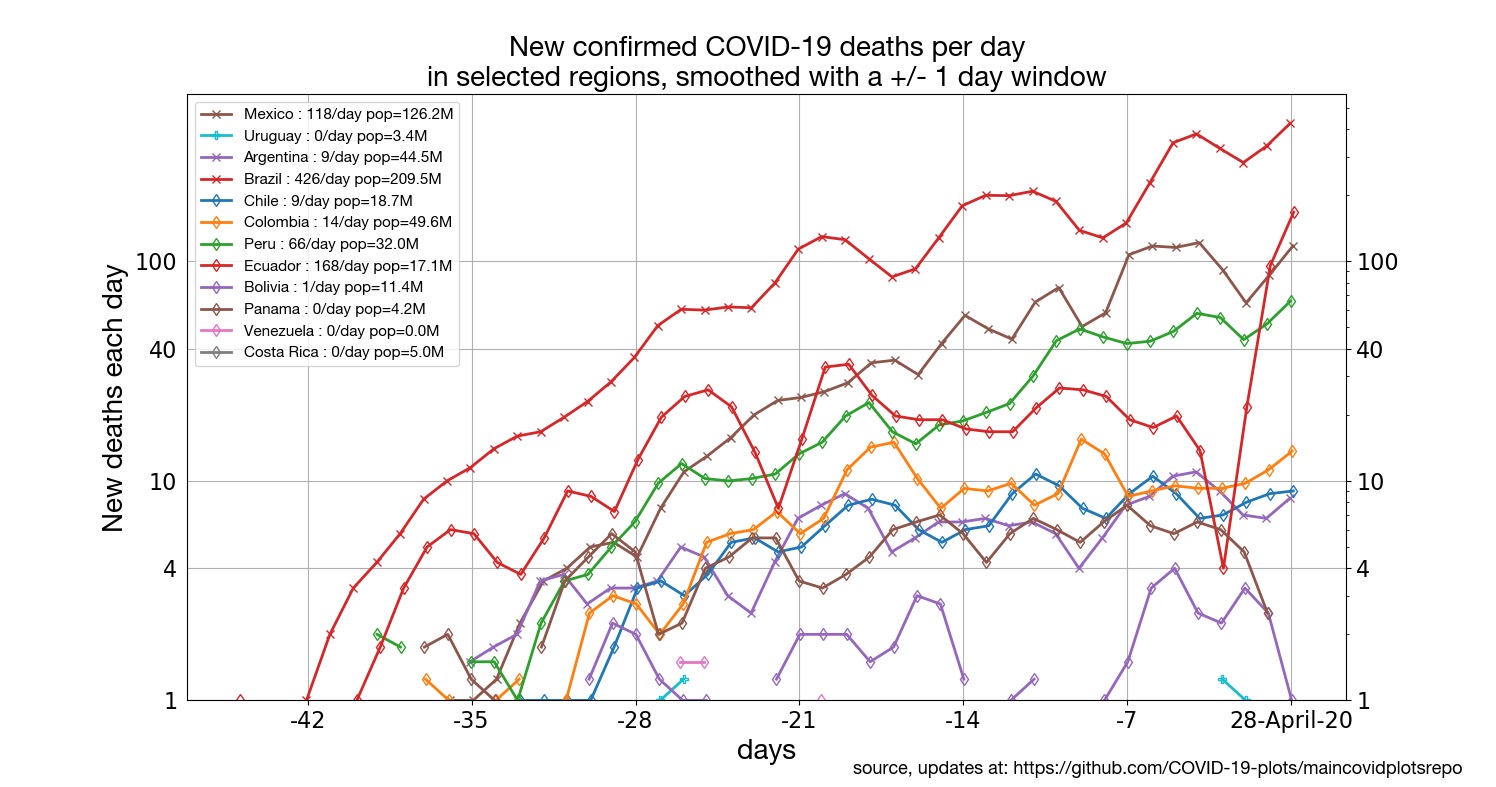 New confirmed COVID-19 deaths per day
in selected regions, smoothed with a +/- 1 day window
Mexico : 118/day pop=126.2M
Uruguay : 0/day pop=3.4M
Argentina : 9/day pop=44.5M
Brazil : 426/day pop=209.5M
Chile : 9/day pop=18.7M
Colombia : 14/day pop=49.6M
Peru : 66/day pop=32.0M
Ecuador : 168/day pop=17.1M
Bolivia : 1/day pop=11.4M
Panama : 0/day pop=4.2M
Venezuela : 0/day pop=0.0M
Costa Rica : 0/day pop=5.0M
New deaths each day
100 100
40 40
10 10
4 4
1 1
-42 -35 -28 -21 -14 -7 28-April-20
days
source, updates at: https://github.com/COVID-19-plots/maincovidplotsrepo